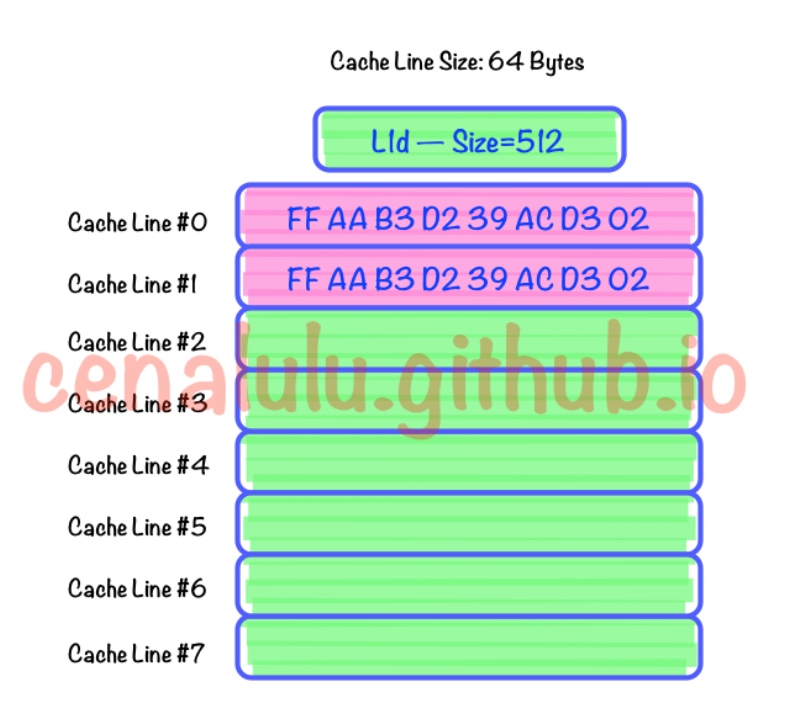 Cache Line Size: 64 Bytes
L1d — Size=512
Cache Line #0 FF AA B3 D2 39 AC D3 02
Cache Line #1 FF AA B3 D2 39 AC D3 02
Cache Line #2
cenalulu.github.io
Cache Line #3
Cache Line #4
Cache Line #5
Cache Line #6
Cache Line #7